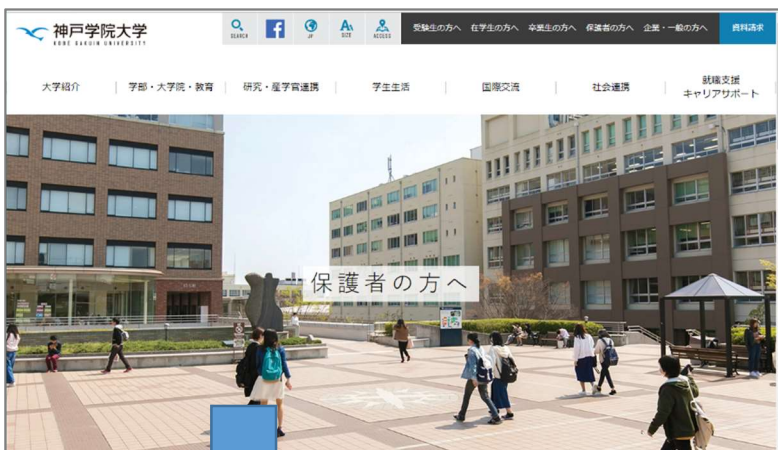 神戸学院大学
KOBE GAKUIN UNIVERSITY
SEARCH
JP
SIZE
ACCESS
受験生の方へ 在学生の方へ 卒業生の方へ 保護者の方へ 企業・一般の方へ 資料請求
大学紹介 学部・大学院・教育 研究・産学官連携 学生生活 国際交流 社会連携 就職支援
キャリアサポート
保護者の方へ